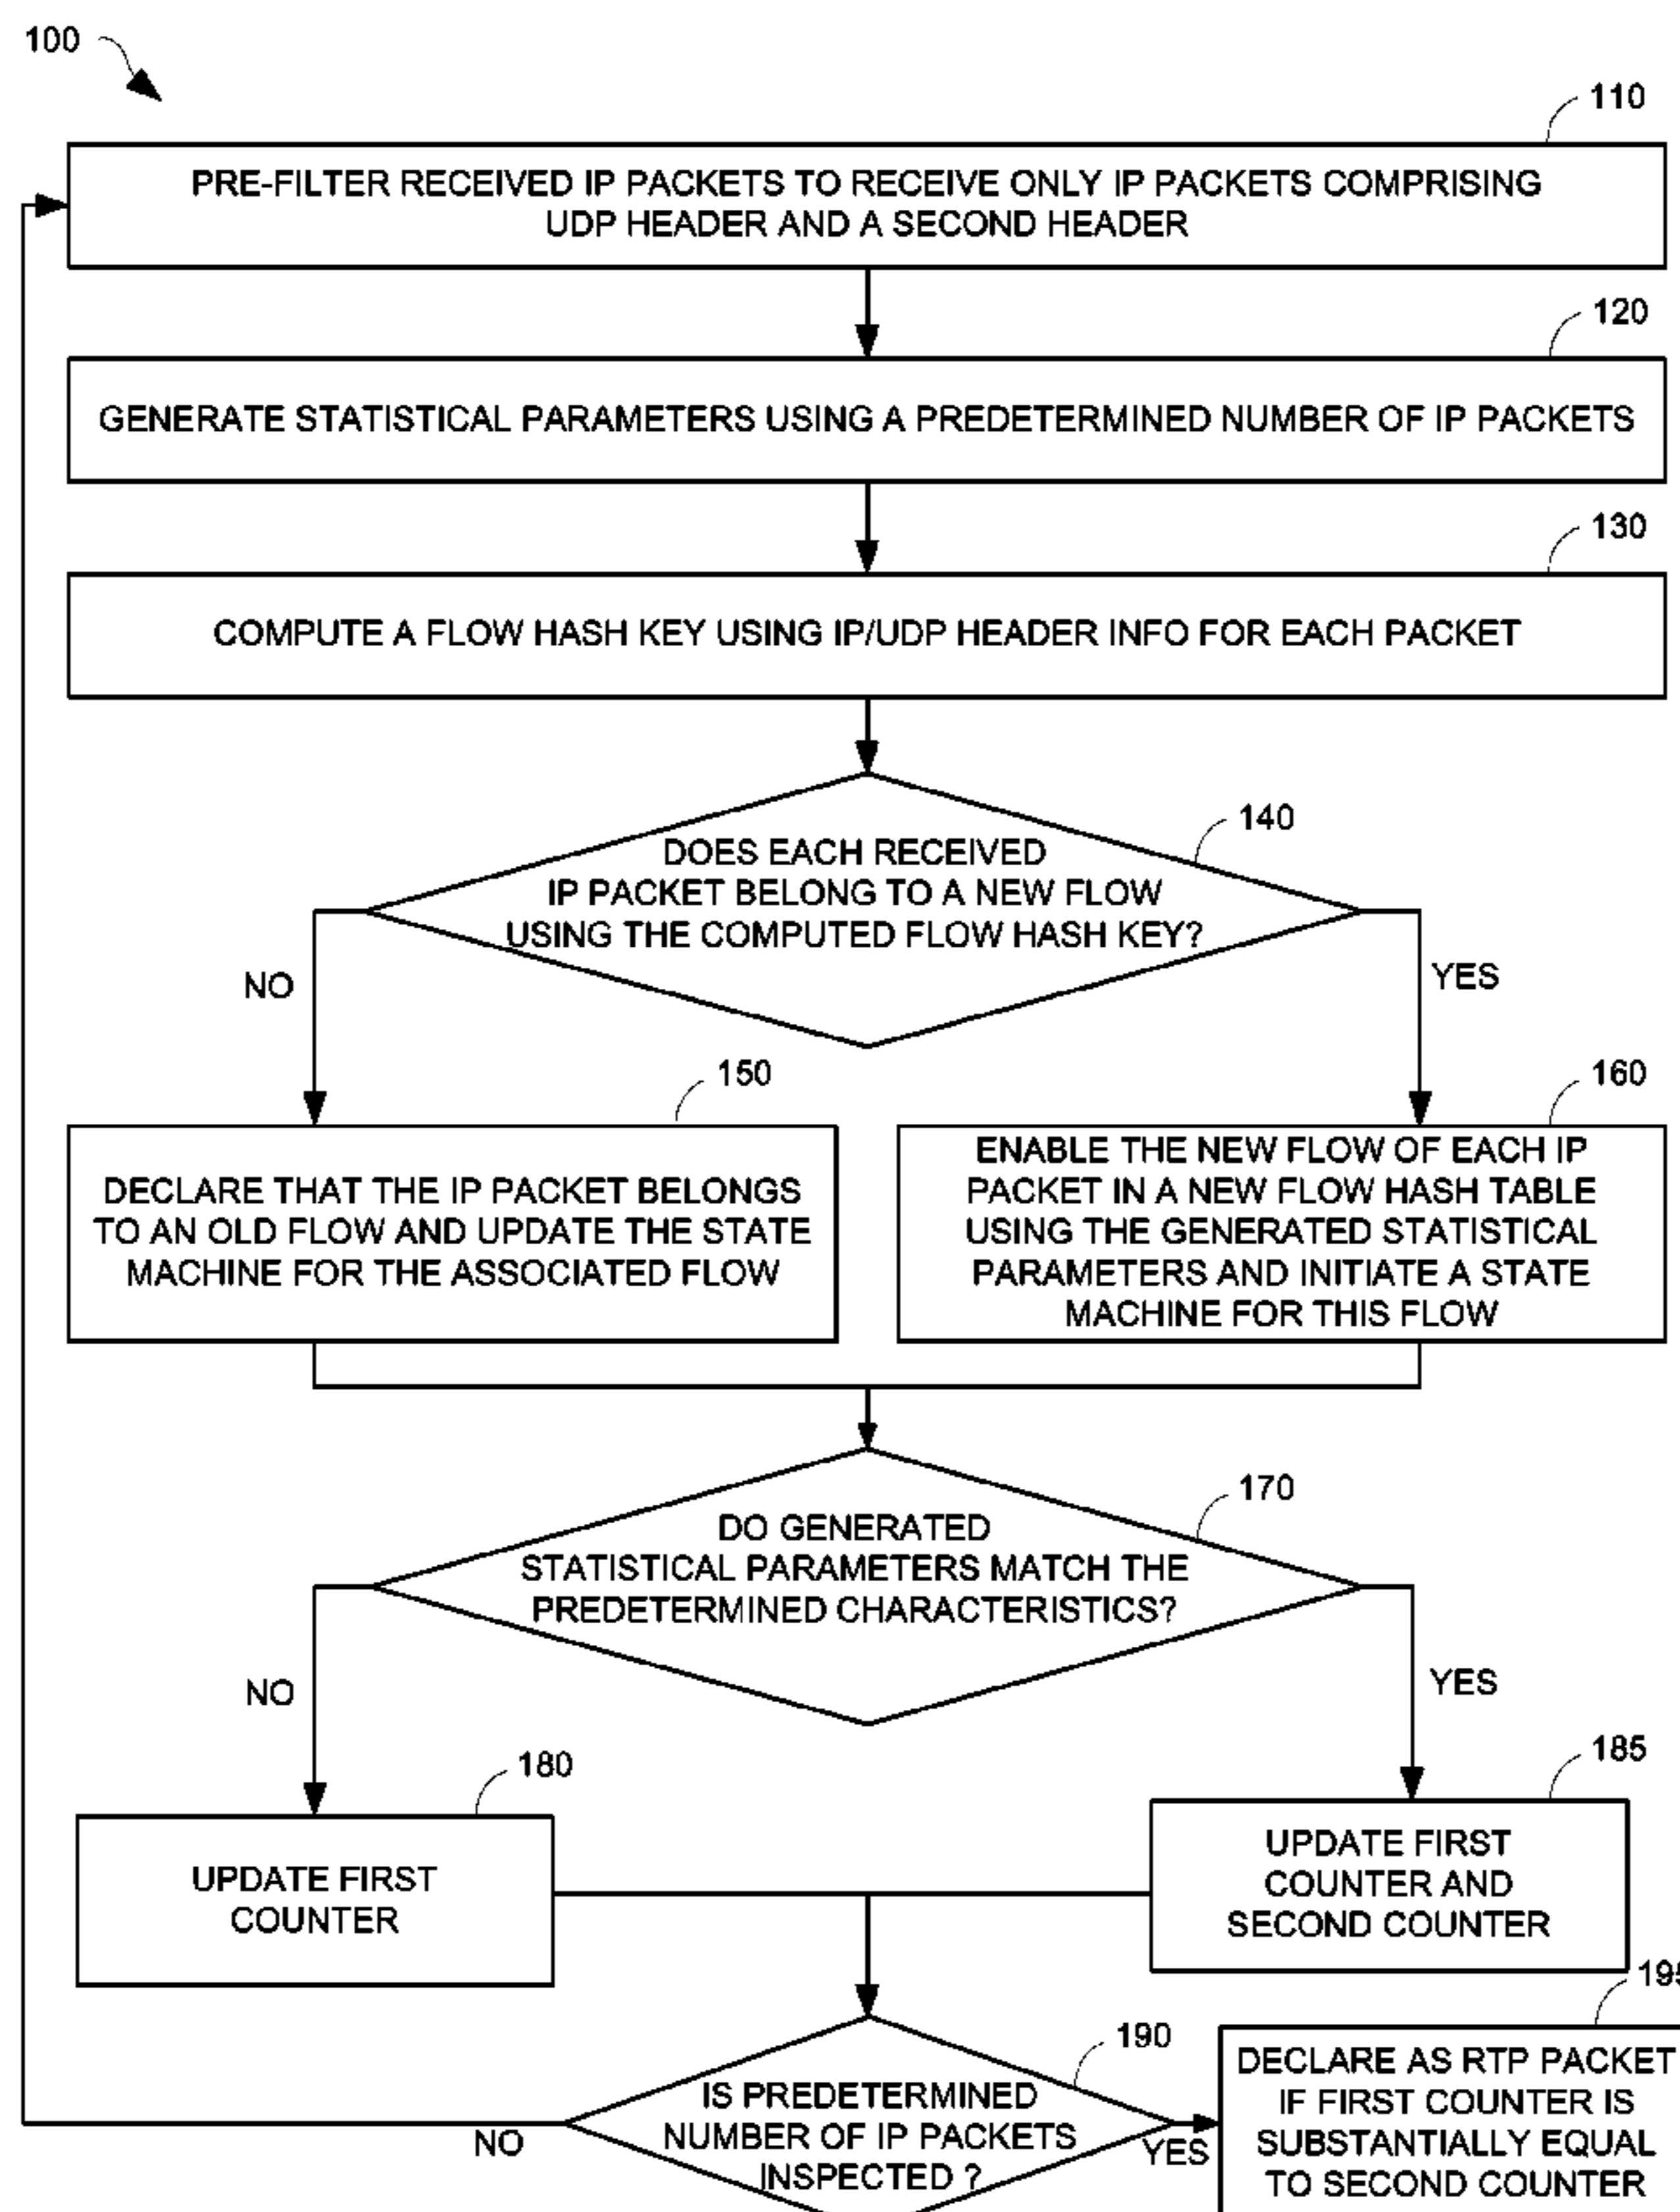 100
110
PRE-FILTER RECEIVED IP PACKETS TO RECEIVE ONLY IP PACKETS COMPRISING
UDP HEADER AND A SECOND HEADER
120
GENERATE STATISTICAL PARAMETERS USING A PREDETERMINED NUMBER OF IP PACKETS
130
COMPUTE A FLOW HASH KEY USING IP/UDP HEADER INFO FOR EACH PACKET
140
DOES EACH RECEIVED
IP PACKET BELONG TO A NEW FLOW
USING THE COMPUTED FLOW HASH KEY?
NO
YES
150
DECLARE THAT THE IP PACKET BELONGS
TO AN OLD FLOW AND UPDATE THE STATE
MACHINE FOR THE ASSOCIATED FLOW
160
ENABLE THE NEW FLOW OF EACH IP
PACKET IN A NEW FLOW HASH TABLE
USING THE GENERATED STATISTICAL
PARAMETERS AND INITIATE A STATE
MACHINE FOR THIS FLOW
170
DO GENERATED
STATISTICAL PARAMETERS MATCH THE
PREDETERMINED CHARACTERISTICS?
NO
YES
180
UPDATE FIRST
COUNTER
185
UPDATE FIRST
COUNTER AND
SECOND COUNTER
190
IS PREDETERMINED
NUMBER OF IP PACKETS
INSPECTED ?
NO
YES
195
DECLARE AS RTP PACKET
IF FIRST COUNTER IS
SUBSTANTIALLY EQUAL
TO SECOND COUNTER